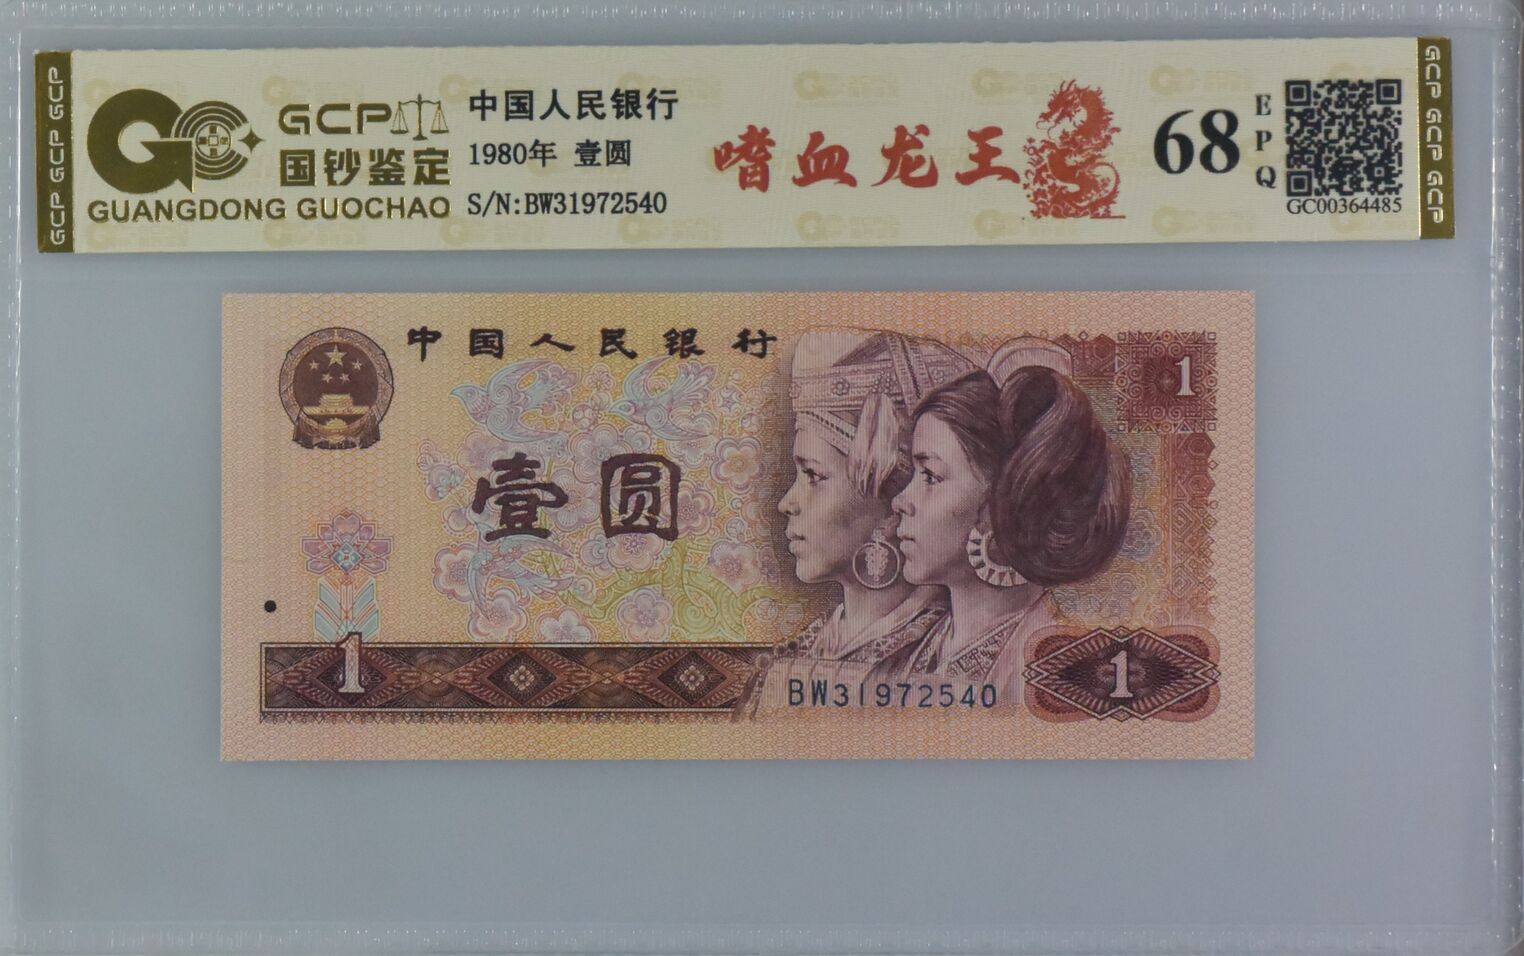 GCP GCP GCP
GCP
国钞鉴定
GUANGDONG GUOCHAO
中国人民银行
1980年 壹圆
S/N:BW31972540
嗜血龙王
68
EPQ
GC00364485
GCP GCP GCP
中国人民银行
1
壹圆
1
BW31972540
1